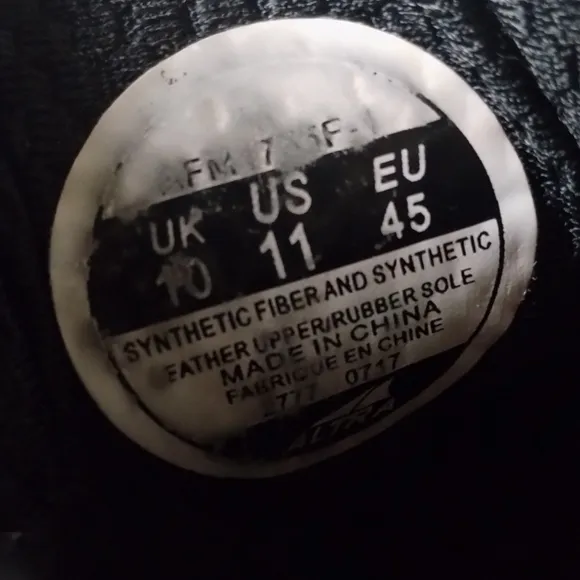 UK US EU
10 11 45
SYNTHETIC FIBER AND SYNTHETIC
UPPER/RUBBER SOLE
MADE IN CHINA
FABRIQUE EN CHINE
0717
ALTRA